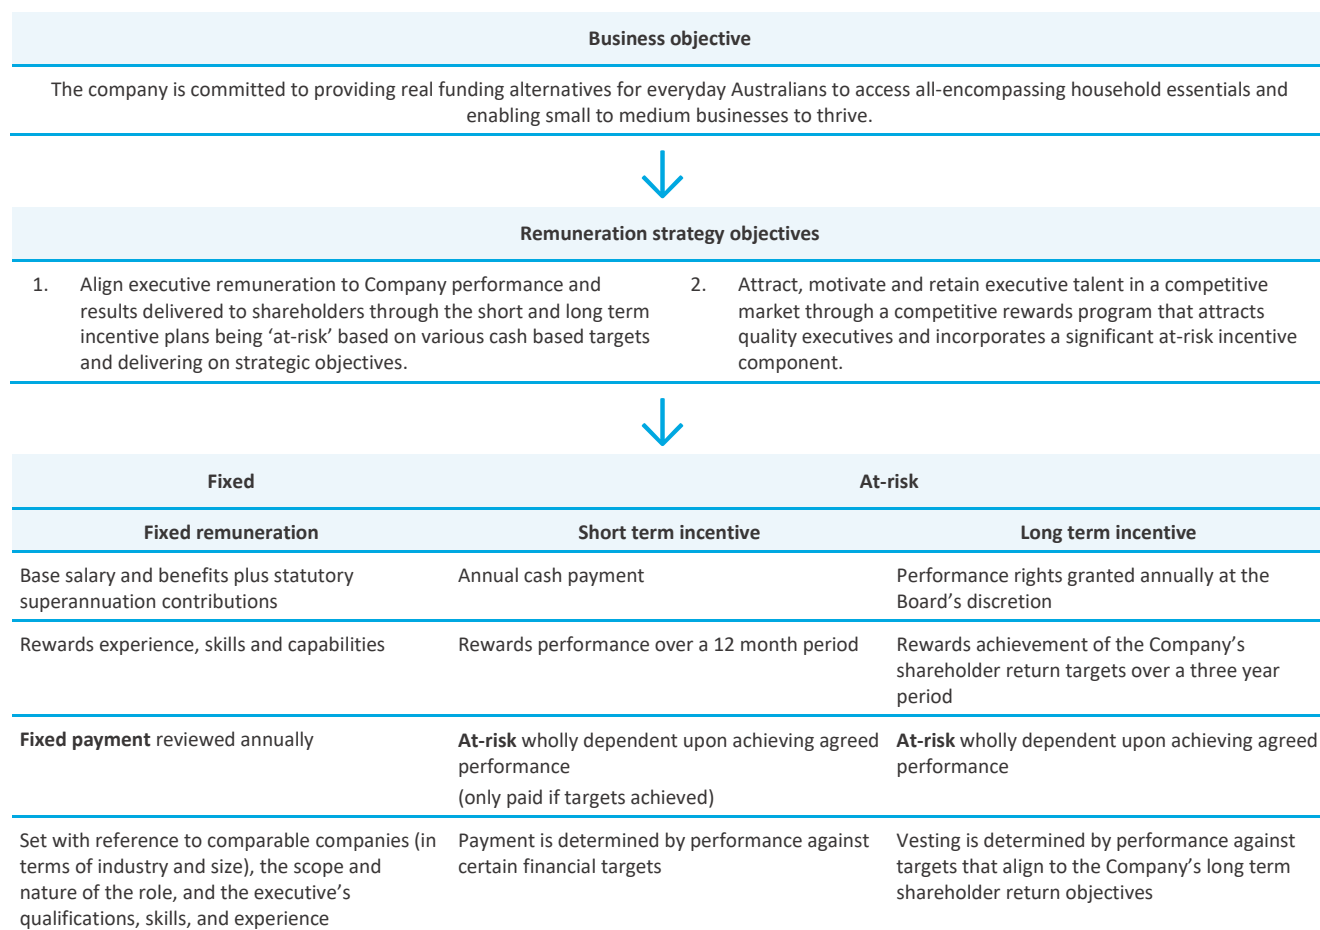 Business objective
The company is committed to providing real funding alternatives for everyday Australians to access all-encompassing household essentials and
enabling small to medium businesses to thrive.
Remuneration strategy objectives
1. Align executive remuneration to Company performance and
results delivered to shareholders through the short and long term
incentive plans being ‘at-risk’ based on various cash based targets
and delivering on strategic objectives.
2. Attract, motivate and retain executive talent in a competitive
market through a competitive rewards program that attracts
quality executives and incorporates a significant at-risk incentive
component.
Fixed
At-risk
Fixed remuneration
Short term incentive
Long term incentive
Base salary and benefits plus statutory
superannuation contributions
Annual cash payment
Performance rights granted annually at the
Board’s discretion
Rewards experience, skills and capabilities
Rewards performance over a 12 month period
Rewards achievement of the Company’s
shareholder return targets over a three year
period
Fixed payment reviewed annually
At-risk wholly dependent upon achieving agreed
performance
(only paid if targets achieved)
At-risk wholly dependent upon achieving agreed
performance
Set with reference to comparable companies (in
terms of industry and size), the scope and
nature of the role, and the executive’s
qualifications, skills, and experience
Payment is determined by performance against
certain financial targets
Vesting is determined by performance against
targets that align to the Company’s long term
shareholder return objectives